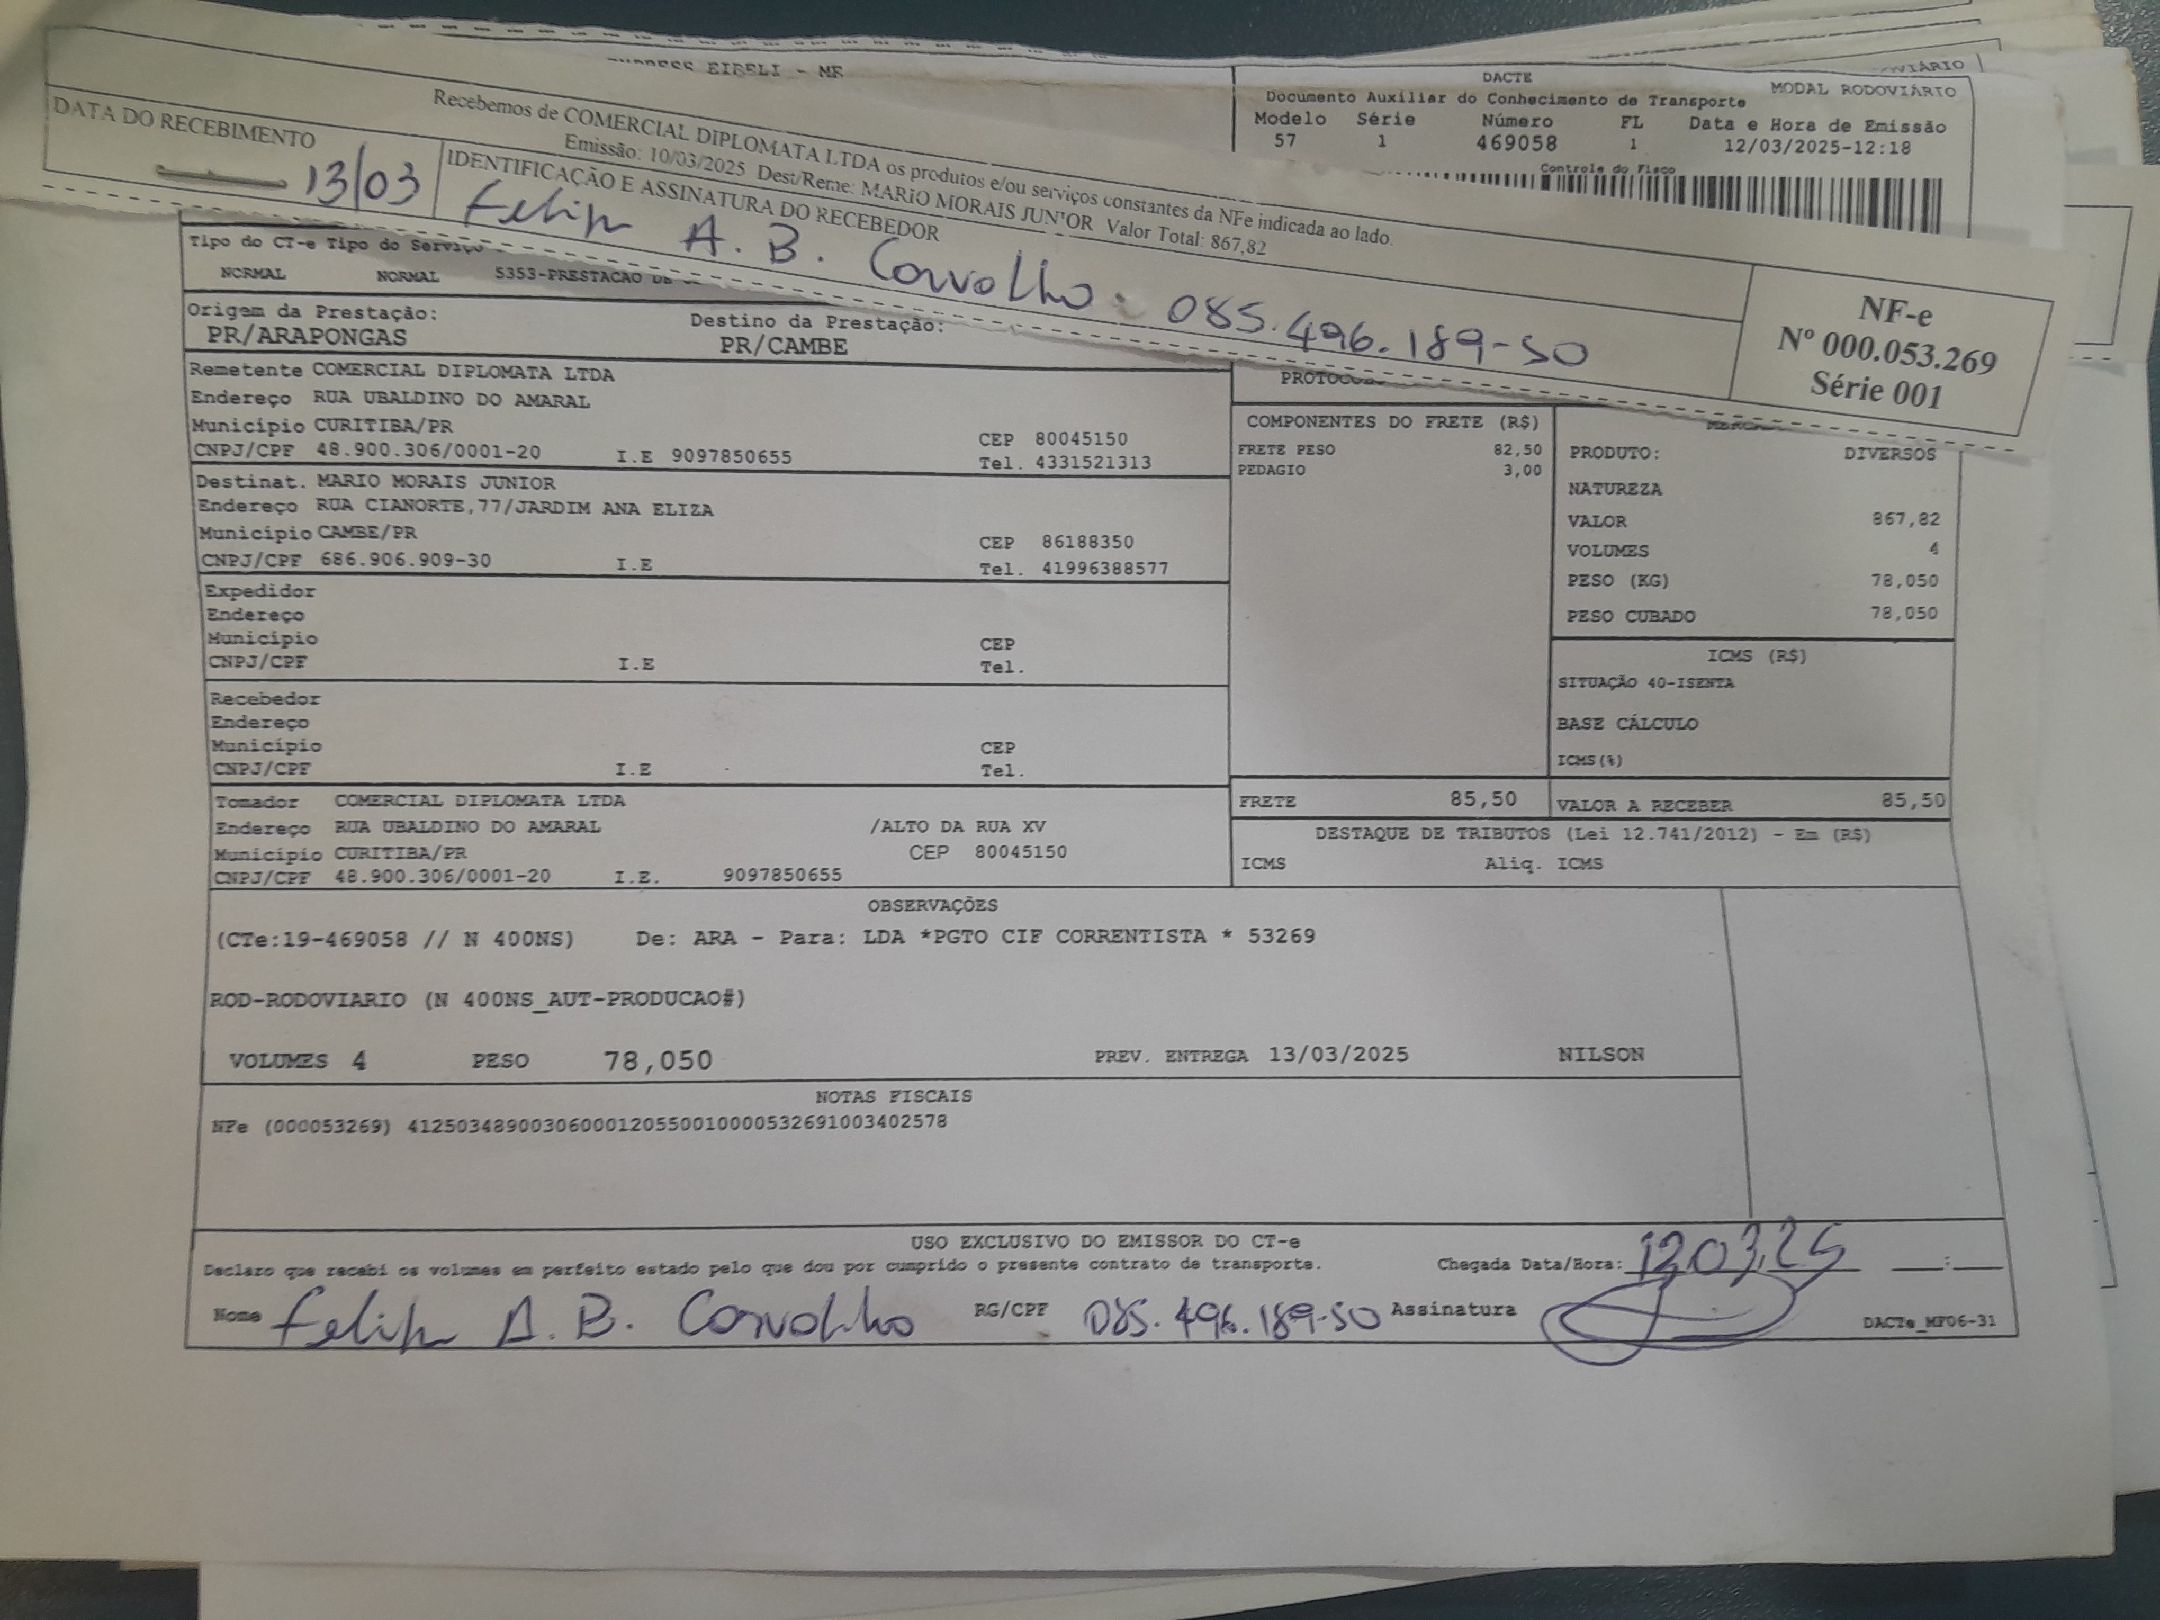 EIRELI - ME
Recebemos de COMERCIAL DIPLOMATA LTDA os produtos e/ou serviços constantes da NFe indicada ao lado.
Emissão: 10/03/2025 Dest/Reme: MARIO MORAIS JUNIOR Valor Total: 867,82
DATA DO RECEBIMENTO
13/03
IDENTIFICAÇÃO E ASSINATURA DO RECEBEDOR
Felipe A. B. Carvalho 085.496.189-50
NF-e
Nº 000.053.269
Série 001
DACTE
MODAL RODOVIÁRIO
Documento Auxiliar do Conhecimento de Transporte
Modelo Série Número FL Data e Hora de Emissão
57 1 469058 1 12/03/2025-12:18
Controle do Fisco
Tipo do CT-e Tipo do Serviço
NORMAL NORMAL 5353-PRESTACAO DE
Origem da Prestação: Destino da Prestação:
PR/ARAPONGAS PR/CAMBE
Remetente COMERCIAL DIPLOMATA LTDA
Endereço RUA UBALDINO DO AMARAL
Município CURITIBA/PR CEP 80045150
CNPJ/CPF 48.900.306/0001-20 I.E 9097850655 Tel. 4331521313
Destinat. MARIO MORAIS JUNIOR
Endereço RUA CIANORTE,77/JARDIM ANA ELIZA
Município CAMBE/PR CEP 86188350
CNPJ/CPF 686.906.909-30 I.E Tel. 41996388577
Expedidor
Endereço
Município CEP
CNPJ/CPF I.E Tel.
Recebedor
Endereço
Município CEP
CNPJ/CPF I.E Tel.
Tomador COMERCIAL DIPLOMATA LTDA
Endereço RUA UBALDINO DO AMARAL /ALTO DA RUA XV
Município CURITIBA/PR CEP 80045150
CNPJ/CPF 48.900.306/0001-20 I.E. 9097850655
COMPONENTES DO FRETE (R$)
FRETE PESO 82,50
PEDAGIO 3,00
PRODUTO: DIVERSOS
NATUREZA
VALOR 867,82
VOLUMES 4
PESO (KG) 78,050
PESO CUBADO 78,050
ICMS (R$)
SITUAÇÃO 40-ISENTA
BASE CÁLCULO
ICMS(%)
FRETE 85,50 VALOR A RECEBER 85,50
DESTAQUE DE TRIBUTOS (Lei 12.741/2012) - Em (R$)
ICMS Aliq. ICMS
OBSERVAÇÕES
(CTe:19-469058 // N 400NS) De: ARA - Para: LDA *PGTO CIF CORRENTISTA * 53269
ROD-RODOVIARIO (N 400NS_AUT-PRODUCAO#)
VOLUMES 4 PESO 78,050 PREV. ENTREGA 13/03/2025 NILSON
NOTAS FISCAIS
NFe (000053269) 41250348900306000120550010000532691003402578
USO EXCLUSIVO DO EMISSOR DO CT-e
Declaro que recebi os volumes em perfeito estado pelo que dou por cumprido o presente contrato de transporte. Chegada Data/Hora: 13.03.25 :
Nome Felipe A. B. Carvalho RG/CPF 085.496.189-50 Assinatura
DACTe_MF06-31